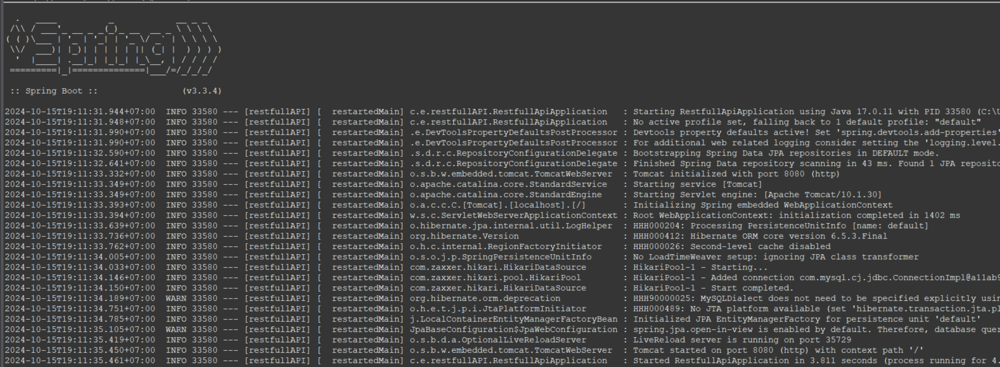 .   ____          _            __ _ _
 /\\ / ___'_ __ _ _(_)_ __  __ _ \ \ \ \
( ( )\___ | '_ | '_| | '_ \/ _` | \ \ \ \
 \\/  ___)| |_)| | | | | || (_| |  ) ) ) )
  '  |____| .__|_| |_|_| |_\__, | / / / /
 =========|_|==============|___/=/_/_/_/
 :: Spring Boot ::                (v3.3.4)
2024-10-15T19:11:31.944+07:00  INFO 33580 --- [restfullAPI] [  restartedMain] c.e.restfullAPI.RestfullApiApplication   : Starting RestfullApiApplication using Java 17.0.11 with PID 33580 (C:\U
2024-10-15T19:11:31.948+07:00  INFO 33580 --- [restfullAPI] [  restartedMain] c.e.restfullAPI.RestfullApiApplication   : No active profile set, falling back to 1 default profile: "default"
2024-10-15T19:11:31.990+07:00  INFO 33580 --- [restfullAPI] [  restartedMain] .e.DevToolsPropertyDefaultsPostProcessor : Devtools property defaults active! Set 'spring.devtools.add-properties'
2024-10-15T19:11:31.990+07:00  INFO 33580 --- [restfullAPI] [  restartedMain] .e.DevToolsPropertyDefaultsPostProcessor : For additional web related logging consider setting the 'logging.level.
2024-10-15T19:11:32.590+07:00  INFO 33580 --- [restfullAPI] [  restartedMain] .s.d.r.c.RepositoryConfigurationDelegate : Bootstrapping Spring Data JPA repositories in DEFAULT mode.
2024-10-15T19:11:32.641+07:00  INFO 33580 --- [restfullAPI] [  restartedMain] .s.d.r.c.RepositoryConfigurationDelegate : Finished Spring Data repository scanning in 43 ms. Found 1 JPA reposito
2024-10-15T19:11:33.332+07:00  INFO 33580 --- [restfullAPI] [  restartedMain] o.s.b.w.embedded.tomcat.TomcatWebServer  : Tomcat initialized with port 8080 (http)
2024-10-15T19:11:33.349+07:00  INFO 33580 --- [restfullAPI] [  restartedMain] o.apache.catalina.core.StandardService   : Starting service [Tomcat]
2024-10-15T19:11:33.349+07:00  INFO 33580 --- [restfullAPI] [  restartedMain] o.apache.catalina.core.StandardEngine    : Starting Servlet engine: [Apache Tomcat/10.1.30]
2024-10-15T19:11:33.393+07:00  INFO 33580 --- [restfullAPI] [  restartedMain] o.a.c.c.C.[Tomcat].[localhost].[/]       : Initializing Spring embedded WebApplicationContext
2024-10-15T19:11:33.394+07:00  INFO 33580 --- [restfullAPI] [  restartedMain] w.s.c.ServletWebServerApplicationContext : Root WebApplicationContext: initialization completed in 1402 ms
2024-10-15T19:11:33.639+07:00  INFO 33580 --- [restfullAPI] [  restartedMain] o.hibernate.jpa.internal.util.LogHelper  : HHH000204: Processing PersistenceUnitInfo [name: default]
2024-10-15T19:11:33.736+07:00  INFO 33580 --- [restfullAPI] [  restartedMain] org.hibernate.Version                    : HHH000412: Hibernate ORM core version 6.5.3.Final
2024-10-15T19:11:33.762+07:00  INFO 33580 --- [restfullAPI] [  restartedMain] o.h.c.internal.RegionFactoryInitiator    : HHH000026: Second-level cache disabled
2024-10-15T19:11:34.005+07:00  INFO 33580 --- [restfullAPI] [  restartedMain] o.s.o.j.p.SpringPersistenceUnitInfo      : No LoadTimeWeaver setup: ignoring JPA class transformer
2024-10-15T19:11:34.033+07:00  INFO 33580 --- [restfullAPI] [  restartedMain] com.zaxxer.hikari.HikariDataSource       : HikariPool-1 - Starting...
2024-10-15T19:11:34.146+07:00  INFO 33580 --- [restfullAPI] [  restartedMain] com.zaxxer.hikari.pool.HikariPool        : HikariPool-1 - Added connection com.mysql.cj.jdbc.ConnectionImpl@a11ab9
2024-10-15T19:11:34.150+07:00  INFO 33580 --- [restfullAPI] [  restartedMain] com.zaxxer.hikari.HikariDataSource       : HikariPool-1 - Start completed.
2024-10-15T19:11:34.189+07:00  WARN 33580 --- [restfullAPI] [  restartedMain] org.hibernate.orm.deprecation            : HHH90000025: MySQLDialect does not need to be specified explicitly usin
2024-10-15T19:11:34.751+07:00  INFO 33580 --- [restfullAPI] [  restartedMain] o.h.e.t.j.p.i.JtaPlatformInitiator       : HHH000489: No JTA platform available (set 'hibernate.transaction.jta.pl
2024-10-15T19:11:34.785+07:00  INFO 33580 --- [restfullAPI] [  restartedMain] j.LocalContainerEntityManagerFactoryBean : Initialized JPA EntityManagerFactory for persistence unit 'default'
2024-10-15T19:11:35.105+07:00  WARN 33580 --- [restfullAPI] [  restartedMain] JpaBaseConfiguration$JpaWebConfiguration : spring.jpa.open-in-view is enabled by default. Therefore, database quer
2024-10-15T19:11:35.419+07:00  INFO 33580 --- [restfullAPI] [  restartedMain] o.s.b.d.a.OptionalLiveReloadServer       : LiveReload server is running on port 35729
2024-10-15T19:11:35.450+07:00  INFO 33580 --- [restfullAPI] [  restartedMain] o.s.b.w.embedded.tomcat.TomcatWebServer  : Tomcat started on port 8080 (http) with context path '/'
2024-10-15T19:11:35.461+07:00  INFO 33580 --- [restfullAPI] [  restartedMain] c.e.restfullAPI.RestfullApiApplication   : Started RestfullApiApplication in 3.811 seconds (process running for 4.